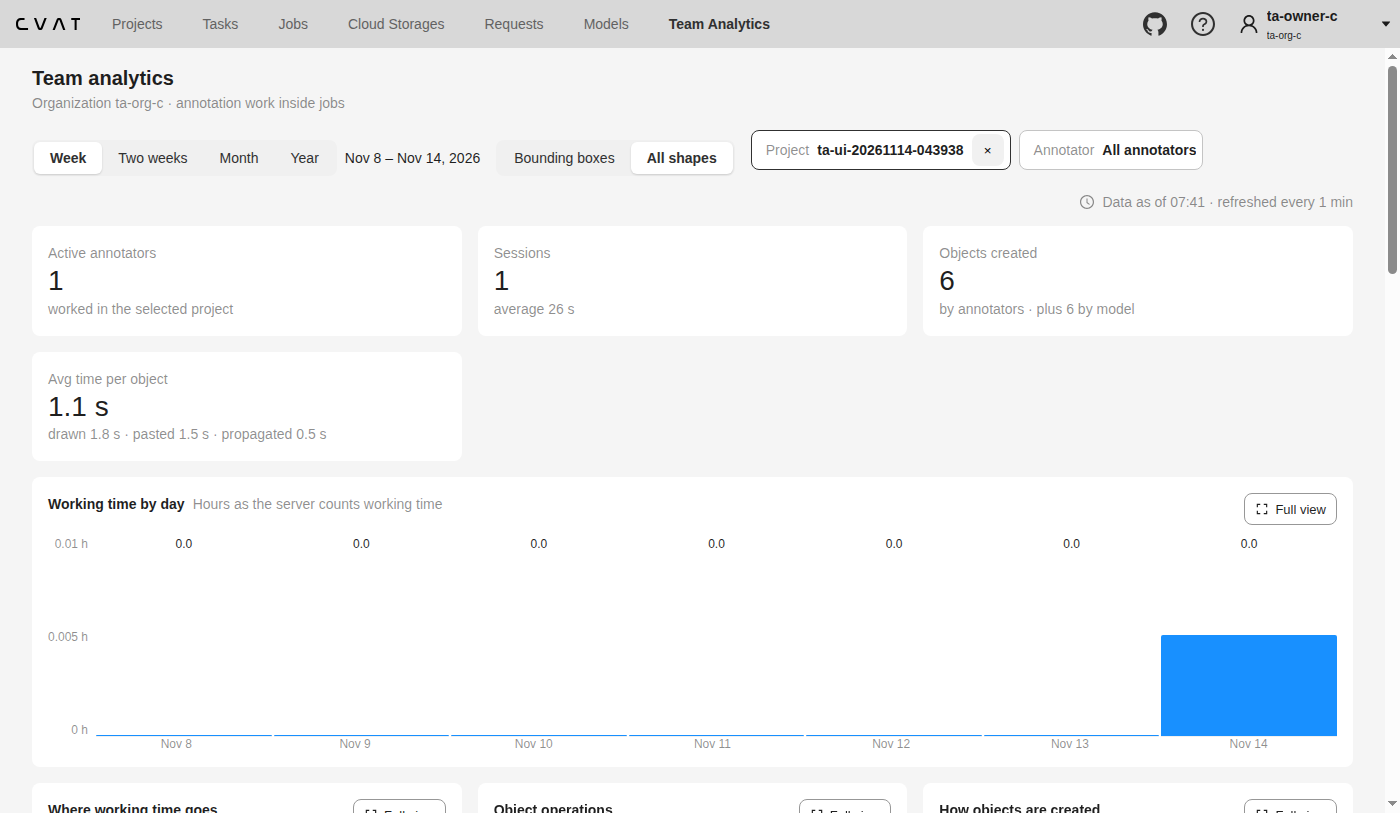 CVAT Projects Tasks Jobs Cloud Storages Requests Models Team Analytics ta-owner-c
ta-org-c
Team analytics
Organization ta-org-c · annotation work inside jobs
Week Two weeks Month Year Nov 8 – Nov 14, 2026 Bounding boxes All shapes Project ta-ui-20261114-043938 × Annotator All annotators
Data as of 07:41 · refreshed every 1 min
Active annotators
1
worked in the selected project
Sessions
1
average 26 s
Objects created
6
by annotators · plus 6 by model
Avg time per object
1.1 s
drawn 1.8 s · pasted 1.5 s · propagated 0.5 s
Working time by day Hours as the server counts working time Full view
0.01 h 0.0 0.0 0.0 0.0 0.0 0.0 0.0
0.005 h
0 h
Nov 8 Nov 9 Nov 10 Nov 11 Nov 12 Nov 13 Nov 14
Where working time goes Full view
Object operations Full view
How objects are created Full view